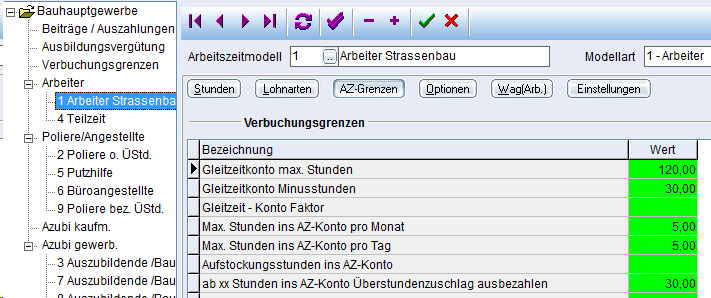 Bauhauptgewerbe
Beiträge / Auszahlungen
Ausbildungsvergütung
Verbuchungsgrenzen
Arbeiter
1 Arbeiter Strassenba
4 Teilzeit
Poliere/Angestellte
2 Poliere o. ÜStd.
5 Putzhilfe
6 Büroangestellte
9 Poliere bez. ÜStd.
Azubi kaufm.
Azubi gewerb.
3 Auszubildende /Bau
7 Auszubildende /Bau
Arbeitszeitmodell 1 ... Arbeiter Strassenbau Modellart 1 - Arbeiter
Stunden Lohnarten AZ-Grenzen Optionen Wag(Arb.) Einstellungen
Verbuchungsgrenzen
Bezeichnung Wert
Gleitzeitkonto max. Stunden 120,00
Gleitzeitkonto Minusstunden 30,00
Gleitzeit - Konto Faktor
Max. Stunden ins AZ-Konto pro Monat 5,00
Max. Stunden ins AZ-Konto pro Tag 5,00
Aufstockungsstunden ins AZ-Konto
ab xx Stunden ins AZ-Konto Überstundenzuschlag ausbezahlen 30,00